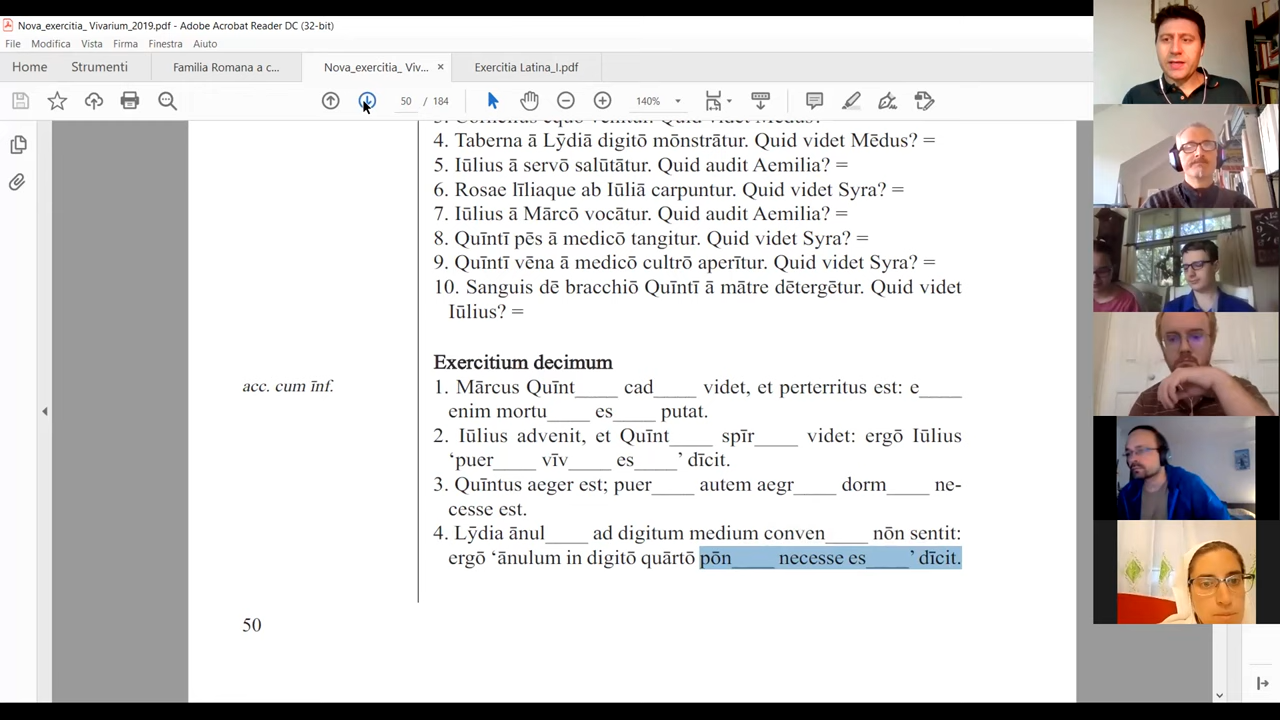 Nova_exercitia_ Vivarium_2019.pdf - Adobe Acrobat Reader DC (32-bit)
File Modifica Vista Firma Finestra Aiuto
Home Strumenti Familia Romana a c... Nova_exercitia_ Viv... × Exercitia Latina_I.pdf
50 / 184 140%
3. Cornēlius equō vehitur. Quid videt Mēdus?
4. Taberna ā Lȳdiā digitō mōnstrātur. Quid videt Mēdus? =
5. Iūlius ā servō salūtātur. Quid audit Aemilia? =
6. Rosae līliaque ab Iūliā carpuntur. Quid videt Syra? =
7. Iūlius ā Mārcō vocātur. Quid audit Aemilia? =
8. Quīntī pēs ā medicō tangitur. Quid videt Syra? =
9. Quīntī vēna ā medicō cultrō aperītur. Quid videt Syra? =
10. Sanguis dē bracchiō Quīntī ā mātre dētergētur. Quid videt
Iūlius? =
Exercitium decimum
acc. cum īnf.
1. Mārcus Quīnt____ cad____ videt, et perterritus est: e____
enim mortu____ es____ putat.
2. Iūlius advenit, et Quīnt____ spīr____ videt: ergō Iūlius
‘puer____ vīv____ es____’ dīcit.
3. Quīntus aeger est; puer____ autem aegr____ dorm____ ne-
cesse est.
4. Lȳdia ānul____ ad digitum medium conven____ nōn sentit:
ergō ‘ānulum in digitō quārtō pōn____ necesse es____’ dīcit.
50